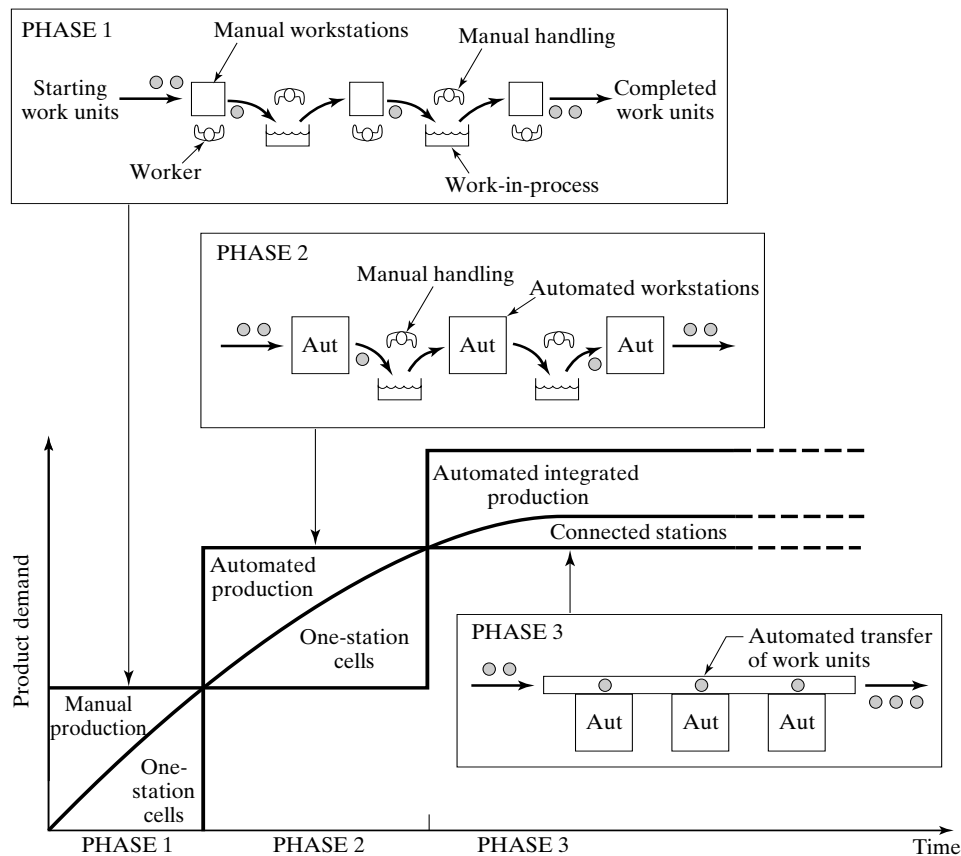 PHASE 1
Manual workstations
Manual handling
Starting
work units
Completed
work units
Worker
Work-in-process
PHASE 2
Manual handling
Automated workstations
Aut
Aut
Aut
Automated integrated
production
Connected stations
Automated
production
One-station
cells
Product demand
Manual
production
One-
station
cells
PHASE 3
Automated transfer
of work units
Aut
Aut
Aut
PHASE 1
PHASE 2
PHASE 3
Time